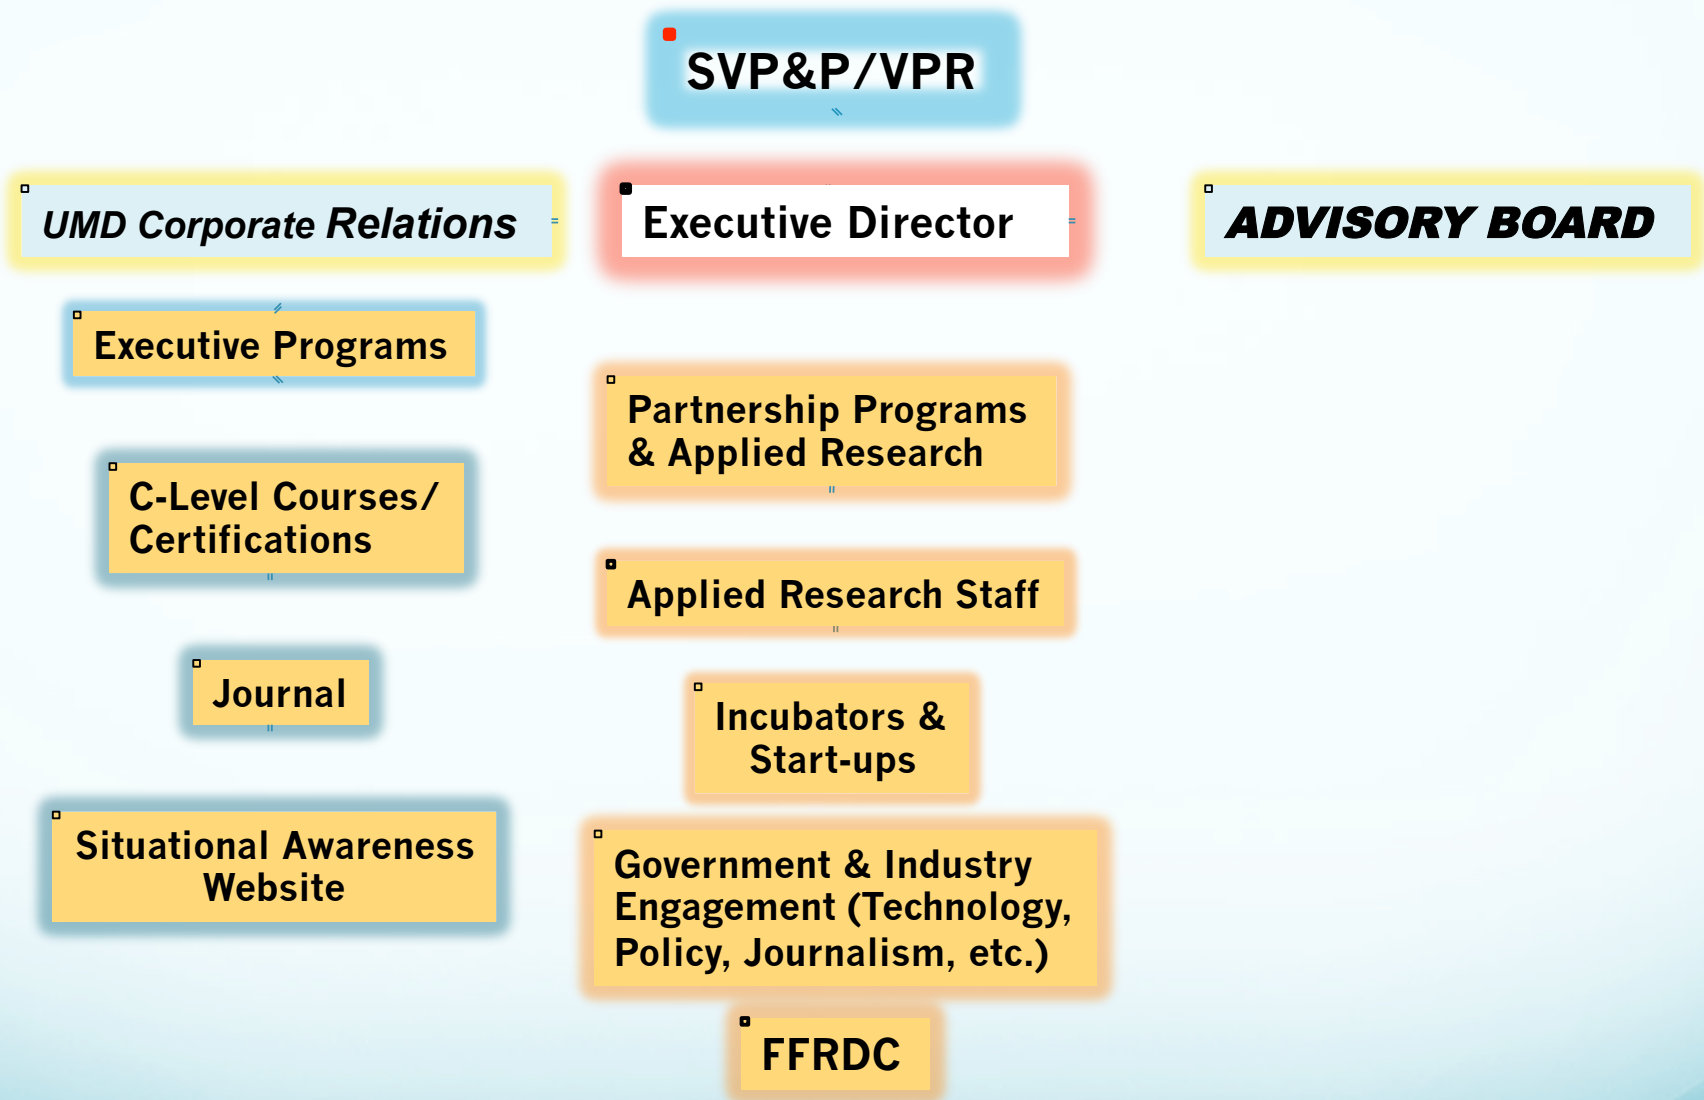 SVP&P/VPR
UMD Corporate Relations
Executive Director
ADVISORY BOARD
Executive Programs
C-Level Courses/
Certifications
Journal
Situational Awareness
Website
Partnership Programs
& Applied Research
Applied Research Staff
Incubators &
Start-ups
Government & Industry
Engagement (Technology,
Policy, Journalism, etc.)
FFRDC